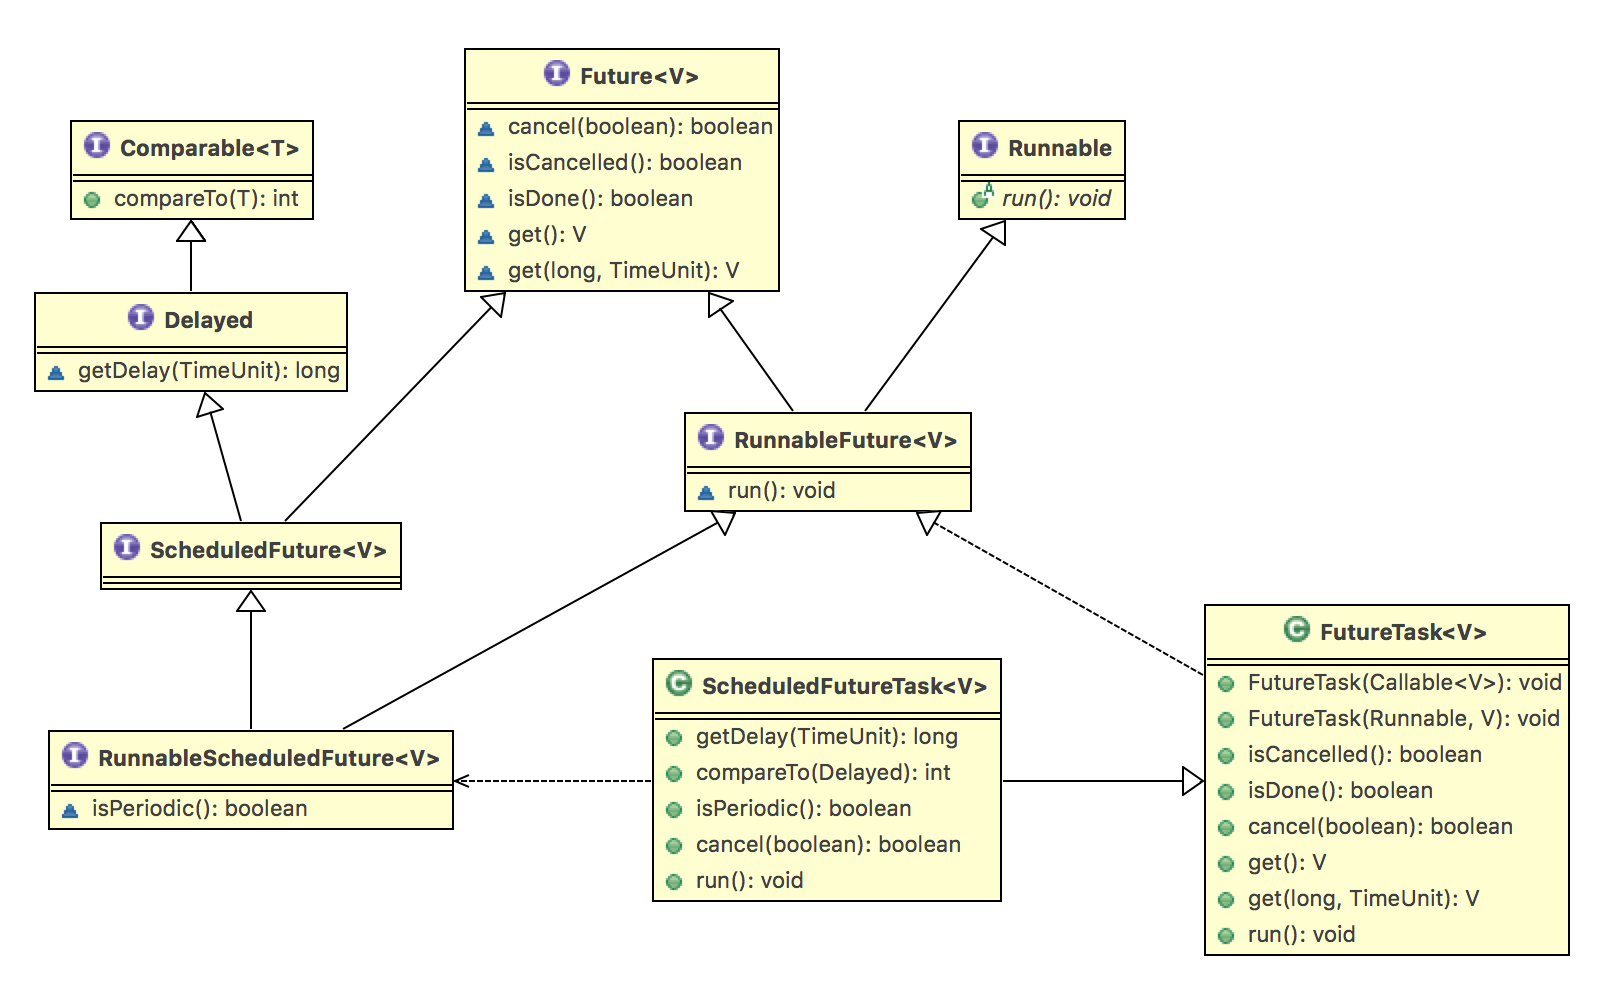 Future<V>
cancel(boolean): boolean
isCancelled(): boolean
isDone(): boolean
get(): V
get(long, TimeUnit): V
Comparable<T>
compareTo(T): int
Runnable
run(): void
Delayed
getDelay(TimeUnit): long
RunnableFuture<V>
run(): void
ScheduledFuture<V>
FutureTask<V>
FutureTask(Callable<V>): void
FutureTask(Runnable, V): void
isCancelled(): boolean
isDone(): boolean
cancel(boolean): boolean
get(): V
get(long, TimeUnit): V
run(): void
ScheduledFutureTask<V>
getDelay(TimeUnit): long
compareTo(Delayed): int
isPeriodic(): boolean
cancel(boolean): boolean
run(): void
RunnableScheduledFuture<V>
isPeriodic(): boolean